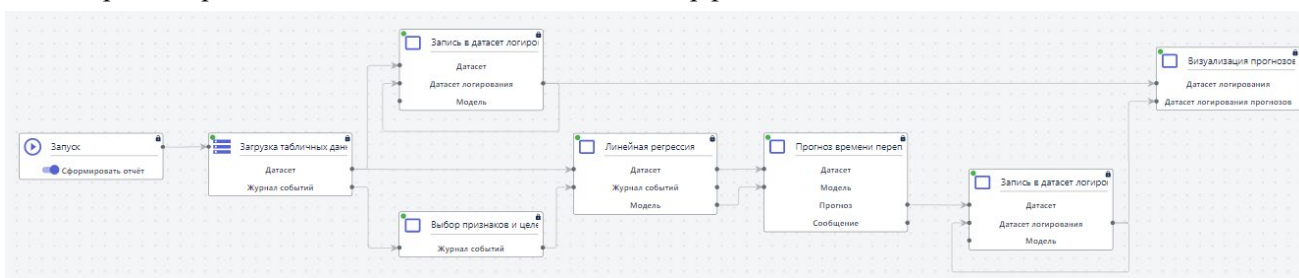 Запуск
Сформировать отчёт
Загрузка табличных дан
Датасет
Журнал событий
Запись в датасет логиро
Датасет
Датасет логирования
Модель
Выбор признаков и целе
Журнал событий
Линейная регрессия
Датасет
Журнал событий
Модель
Прогноз времени переп
Датасет
Модель
Прогноз
Сообщение
Запись в датасет логиро
Датасет
Датасет логирования
Модель
Визуализация прогнозов
Датасет логирования
Датасет логирования прогнозов